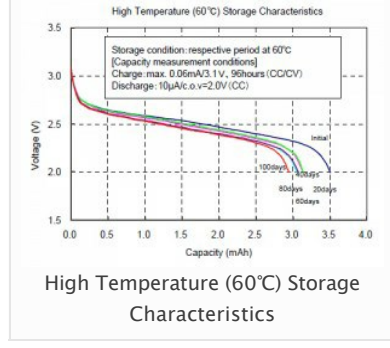 High Temperature (60℃) Storage Characteristics
3.5
Storage condition: respective period at 60℃
[Capacity measurement conditions]
Charge: max. 0.06mA/3.1V, 96hours (CC/CV)
Discharge: 10μA/c.o.v=2.0V (CC)
3.0
Voltage (V)
2.5
Initial
100days
40days
2.0
80days
20days
60days
1.5
0.0 0.5 1.0 1.5 2.0 2.5 3.0 3.5 4.0
Capacity (mAh)
High Temperature (60℃) Storage
Characteristics